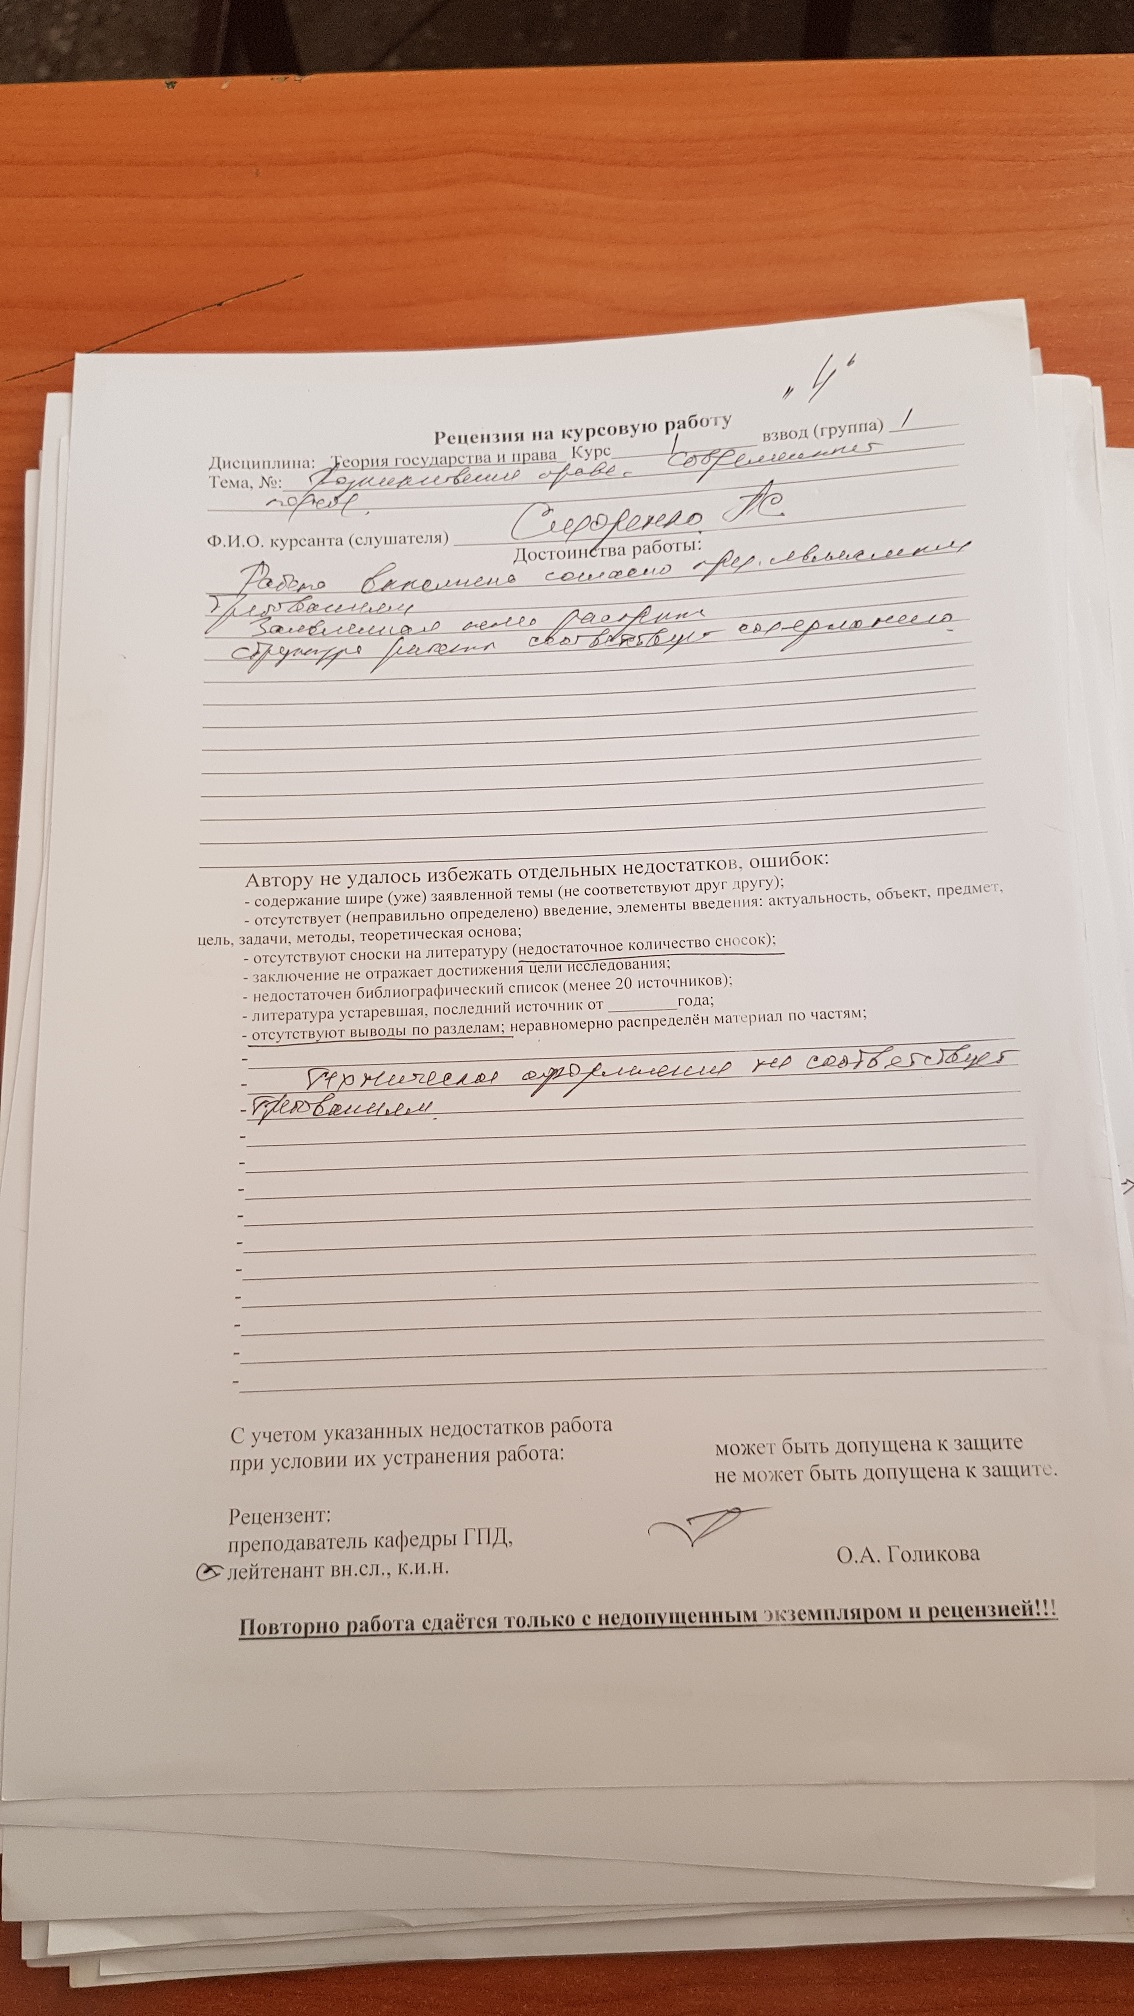 „4“
Рецензия на курсовую работу
Дисциплина: Теория государства и права Курс 1 взвод (группа) 1
Тема, №: права. Современный
подход.
Ф.И.О. курсанта (слушателя) Сидоренко А.С.
Достоинства работы:
Работа выполнена согласно предъявляемым
требованиям
Заявленная тема раскрыта
структура работы соответствует содержанию.
Автору не удалось избежать отдельных недостатков, ошибок:
- содержание шире (уже) заявленной темы (не соответствуют друг другу);
- отсутствует (неправильно определено) введение, элементы введения: актуальность, объект, предмет,
цель, задачи, методы, теоретическая основа;
- отсутствуют сноски на литературу (недостаточное количество сносок);
- заключение не отражает достижения цели исследования;
- недостаточен библиографический список (менее 20 источников);
- литература устаревшая, последний источник от ________ года;
- отсутствуют выводы по разделам; неравномерно распределён материал по частям;
- Техническое оформление не соответствует
- требованиям.
С учетом указанных недостатков работа
при условии их устранения работа:
может быть допущена к защите
не может быть допущена к защите.
Рецензент:
преподаватель кафедры ГПД,
лейтенант вн.сл., к.и.н.
О.А. Голикова
Повторно работа сдаётся только с недопущенным экземпляром и рецензией!!!